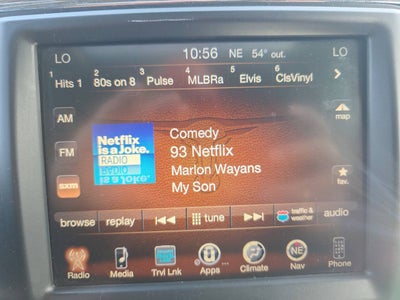 LO 10:56 NE 54° out. LO
1 Hits 1 2 80s on 8 3 Pulse 4 MLBRa 5 Elvis 6 ClsVinyl
AM
map
Netflix
is a Joke.
RADIO
Comedy
93 Netflix
Marlon Wayans
My Son
FM
sxm
fav.
browse replay tune traffic & weather audio
Radio Media Trvl Lnk Apps ... Climate NE Nav Phone